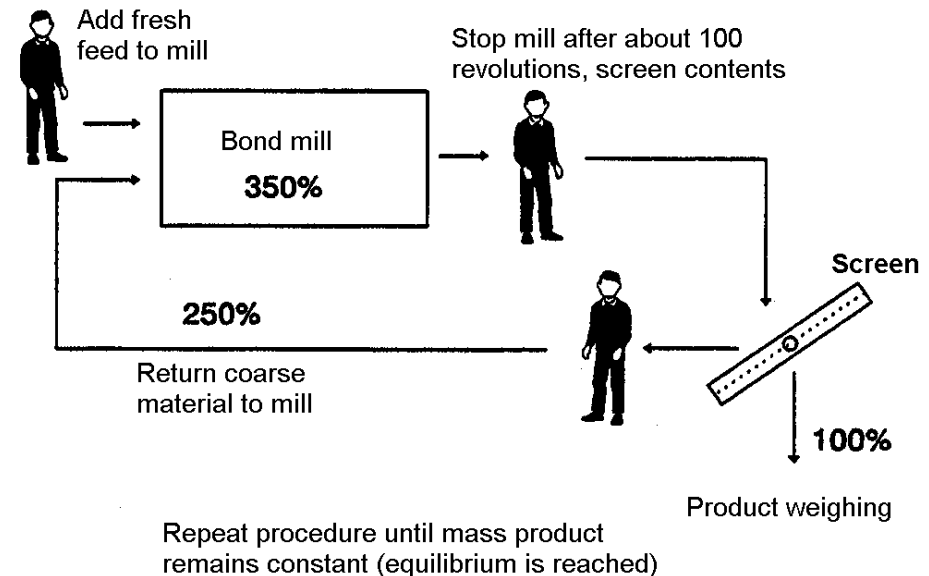 Add fresh
feed to mill
Stop mill after about 100
revolutions, screen contents
Bond mill
350%
Screen
250%
Return coarse
material to mill
100%
Product weighing
Repeat procedure until mass product
remains constant (equilibrium is reached)